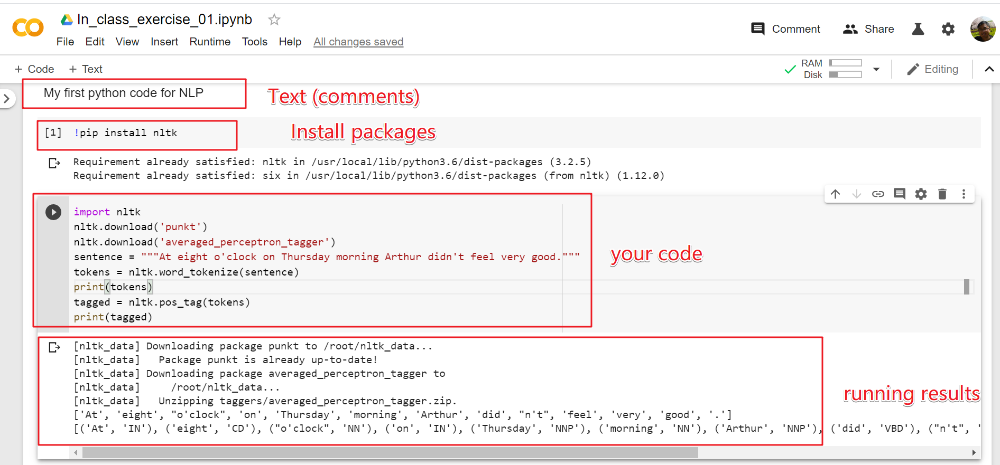 In_class_exercise_01.ipynb
File Edit View Insert Runtime Tools Help All changes saved
Comment Share
+ Code + Text
RAM
Disk
Editing
My first python code for NLP
Text (comments)
[1] !pip install nltk
Install packages
Requirement already satisfied: nltk in /usr/local/lib/python3.6/dist-packages (3.2.5)
Requirement already satisfied: six in /usr/local/lib/python3.6/dist-packages (from nltk) (1.12.0)
import nltk
nltk.download('punkt')
nltk.download('averaged_perceptron_tagger')
sentence = """At eight o'clock on Thursday morning Arthur didn't feel very good."""
your code
tokens = nltk.word_tokenize(sentence)
print(tokens)
tagged = nltk.pos_tag(tokens)
print(tagged)
[nltk_data] Downloading package punkt to /root/nltk_data...
[nltk_data]   Package punkt is already up-to-date!
[nltk_data] Downloading package averaged_perceptron_tagger to
[nltk_data]     /root/nltk_data...
[nltk_data]   Unzipping taggers/averaged_perceptron_tagger.zip.
running results
['At', 'eight', "o'clock", 'on', 'Thursday', 'morning', 'Arthur', 'did', "n't", 'feel', 'very', 'good', '.']
[('At', 'IN'), ('eight', 'CD'), ("o'clock", 'NN'), ('on', 'IN'), ('Thursday', 'NNP'), ('morning', 'NN'), ('Arthur', 'NNP'), ('did', 'VBD'), ("n't", '